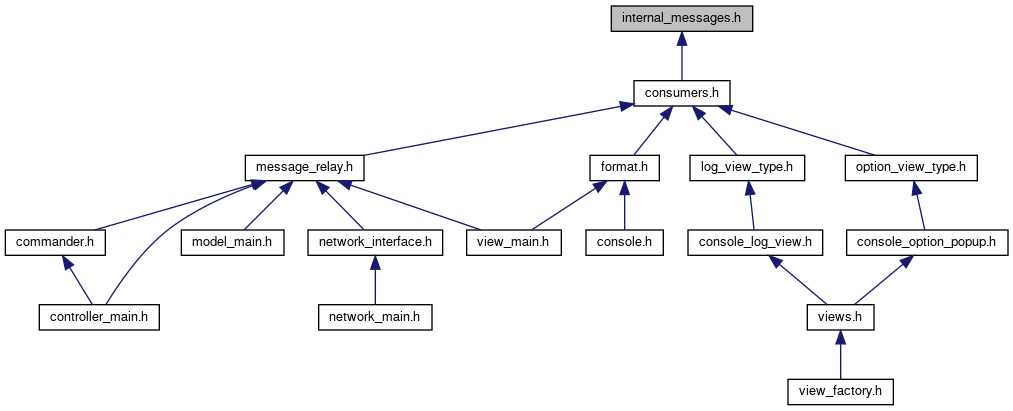 internal_messages.h
consumers.h
message_relay.h
format.h
log_view_type.h
option_view_type.h
commander.h
model_main.h
network_interface.h
view_main.h
console.h
console_log_view.h
console_option_popup.h
controller_main.h
network_main.h
views.h
view_factory.h